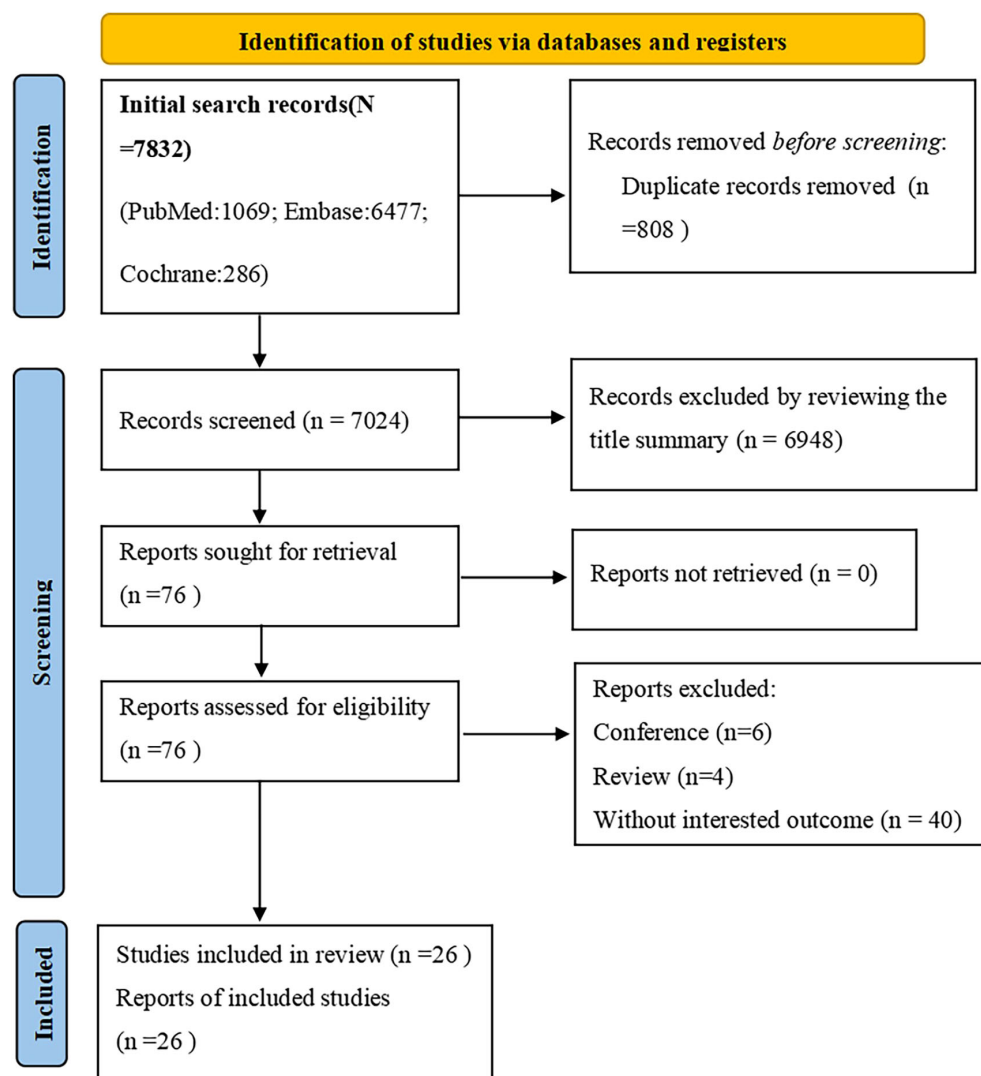 Identification of studies via databases and registers
Identification
Initial search records(N
=7832)
(PubMed:1069; Embase:6477;
Cochrane:286)
Records removed before screening:
Duplicate records removed (n
=808 )
Screening
Records screened (n = 7024)
Records excluded by reviewing the
title summary (n = 6948)
Reports sought for retrieval
(n =76 )
Reports not retrieved (n = 0)
Reports assessed for eligibility
(n =76 )
Reports excluded:
Conference (n=6)
Review (n=4)
Without interested outcome (n = 40)
Included
Studies included in review (n =26 )
Reports of included studies
(n =26 )